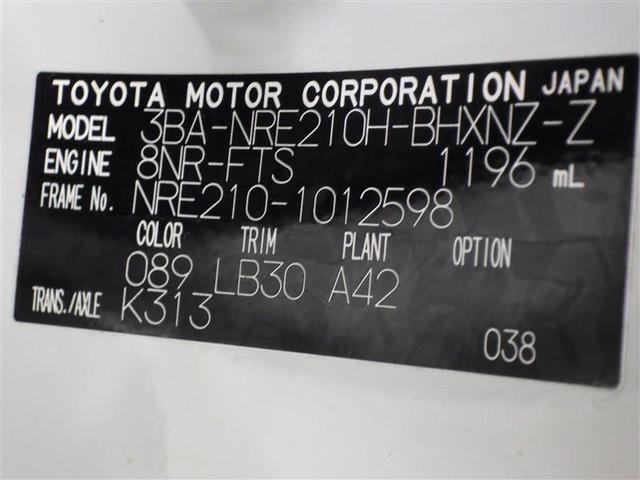 TOYOTA MOTOR CORPORATION JAPAN
MODEL 3BA-NRE210H-BHXNZ-Z
ENGINE 8NR-FTS 1196 mL
FRAME No. NRE210-1012598
COLOR TRIM PLANT OPTION
089 LB30 A42
TRANS./AXLE K313
038